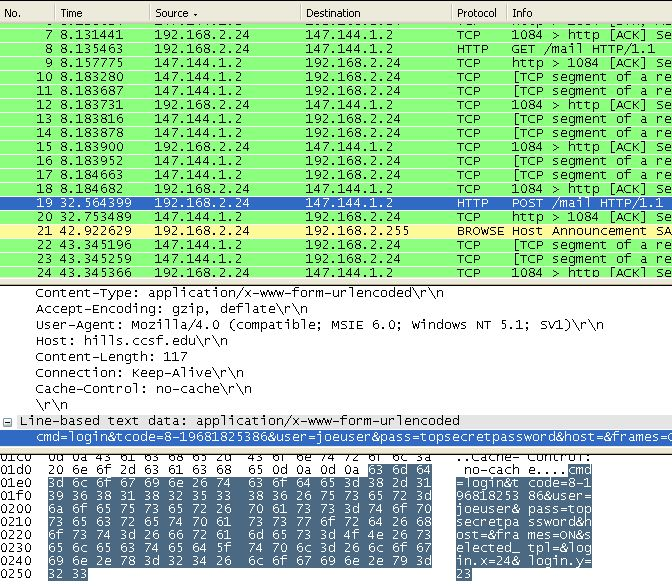 No. Time Source Destination Protocol Info
7 8.131441 192.168.2.24 147.144.1.2 TCP 1084 > http [ACK] Se
8 8.135463 192.168.2.24 147.144.1.2 HTTP GET /mail HTTP/1.1
9 8.157775 147.144.1.2 192.168.2.24 TCP http > 1084 [ACK] Se
10 8.183280 147.144.1.2 192.168.2.24 TCP [TCP segment of a re
11 8.183687 147.144.1.2 192.168.2.24 TCP [TCP segment of a re
12 8.183731 192.168.2.24 147.144.1.2 TCP 1084 > http [ACK] Se
13 8.183816 147.144.1.2 192.168.2.24 TCP [TCP segment of a re
14 8.183878 147.144.1.2 192.168.2.24 TCP [TCP segment of a re
15 8.183900 192.168.2.24 147.144.1.2 TCP 1084 > http [ACK] Se
16 8.183952 147.144.1.2 192.168.2.24 TCP [TCP segment of a re
17 8.184663 147.144.1.2 192.168.2.24 TCP [TCP segment of a re
18 8.184682 192.168.2.24 147.144.1.2 TCP 1084 > http [ACK] Se
19 32.564399 192.168.2.24 147.144.1.2 HTTP POST /mail HTTP/1.1
20 32.753489 147.144.1.2 192.168.2.24 TCP http > 1084 [ACK] Se
21 42.922629 192.168.2.24 192.168.2.255 BROWSE Host Announcement SA
22 43.345196 147.144.1.2 192.168.2.24 TCP [TCP segment of a re
23 43.345259 147.144.1.2 192.168.2.24 TCP [TCP segment of a re
24 43.345366 192.168.2.24 147.144.1.2 TCP 1084 > http [ACK] Se
Content-Type: application/x-www-form-urlencoded\r\n
Accept-Encoding: gzip, deflate\r\n
User-Agent: Mozilla/4.0 (compatible; MSIE 6.0; Windows NT 5.1; SV1)\r\n
Host: hills.ccsf.edu\r\n
Content-Length: 117
Connection: Keep-Alive\r\n
Cache-Control: no-cache\r\n
\r\n
Line-based text data: application/x-www-form-urlencoded
cmd=login&tcode=8-19681825386&user=joeuser&pass=topsecretpassword&host=&frames=
01c0 0d 0a 43 61 63 68 65 2d 43 6f 6e 74 72 6f 6c 3a ..Cache-Control:
01d0 20 6e 6f 2d 63 61 63 68 65 0d 0a 0d 0a 63 6d 64 no-cache....cmd
01e0 3d 6c 6f 67 69 6e 26 74 63 6f 64 65 3d 38 2d 31 =login&t code=8-1
01f0 39 36 38 31 38 32 35 33 38 36 26 75 73 65 72 3d 96818253 86&user=
0200 6a 6f 65 75 73 65 72 26 70 61 73 73 3d 74 6f 70 joeuser& pass=top
0210 73 65 63 72 65 74 70 61 73 73 77 6f 72 64 26 68 secretpa ssword&h
0220 6f 73 74 3d 26 66 72 61 6d 65 73 3d 4f 4e 26 73 ost=&fra mes=ON&s
0230 65 6c 65 63 74 65 64 5f 74 70 6c 3d 26 6c 6f 67 elected_ tpl=&log
0240 69 6e 2e 78 3d 32 34 26 6c 6f 67 69 6e 2e 79 3d in.x=24& login.y=
0250 32 33 23